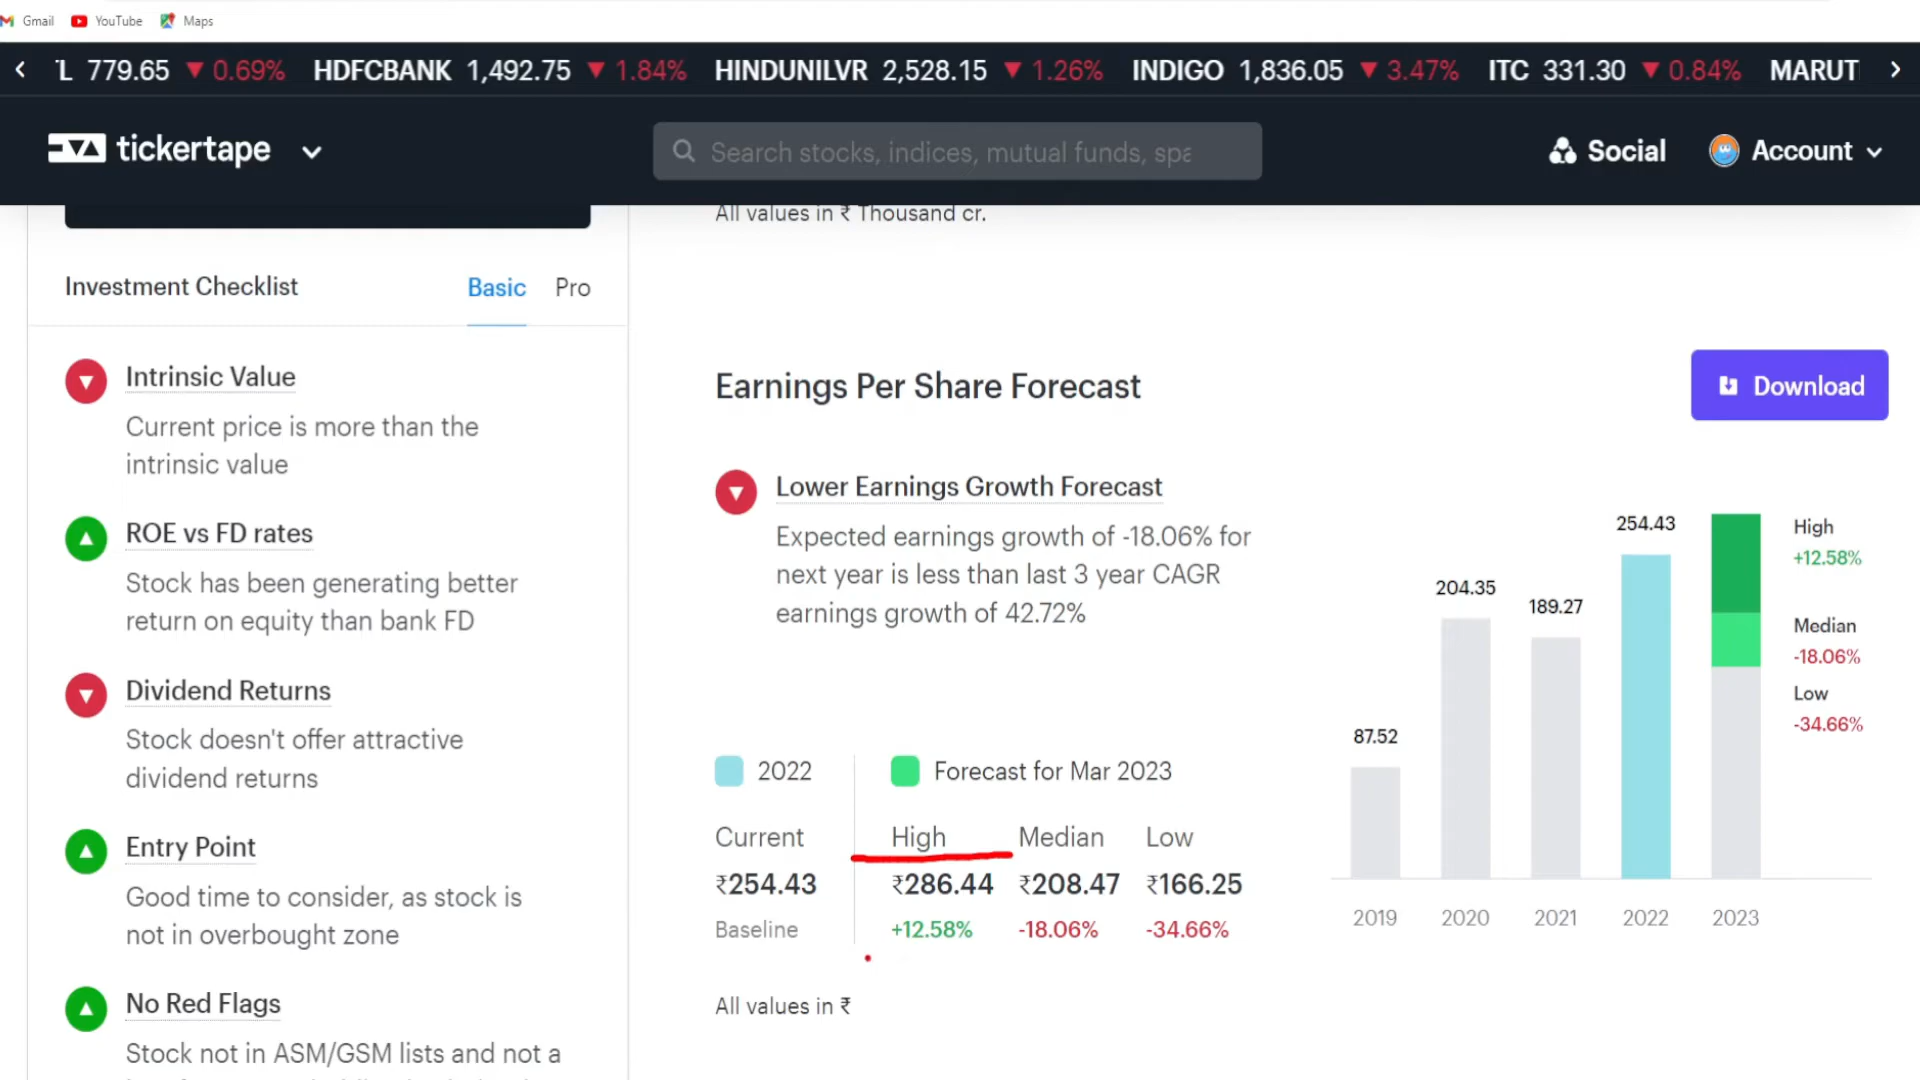 Gmail YouTube Maps
779.65 ▼ 0.69% HDFCBANK 1,492.75 ▼ 1.84% HINDUNILVR 2,528.15 ▼ 1.26% INDIGO 1,836.05 ▼ 3.47% ITC 331.30 ▼ 0.84% MARUT
tickertape
Search stocks, indices, mutual funds, spa
Social
Account
All values in ₹ Thousand cr.
Investment Checklist
Basic Pro
Intrinsic Value
Current price is more than the
intrinsic value
ROE vs FD rates
Stock has been generating better
return on equity than bank FD
Dividend Returns
Stock doesn't offer attractive
dividend returns
Entry Point
Good time to consider, as stock is
not in overbought zone
No Red Flags
Stock not in ASM/GSM lists and not a
Earnings Per Share Forecast
Download
Lower Earnings Growth Forecast
Expected earnings growth of -18.06% for
next year is less than last 3 year CAGR
earnings growth of 42.72%
2022
Forecast for Mar 2023
Current High Median Low
₹254.43 ₹286.44 ₹208.47 ₹166.25
Baseline +12.58% -18.06% -34.66%
All values in ₹
87.52
204.35
189.27
254.43
High
+12.58%
Median
-18.06%
Low
-34.66%
2019 2020 2021 2022 2023